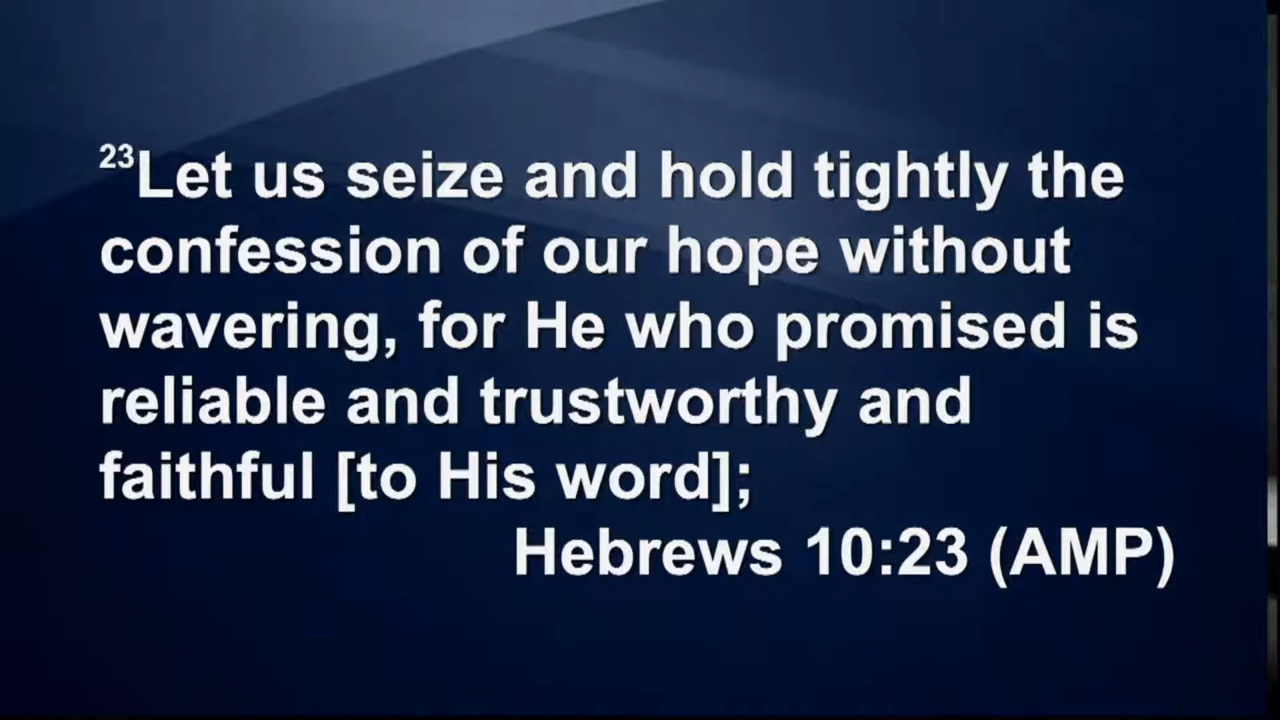 23Let us seize and hold tightly the
confession of our hope without
wavering, for He who promised is
reliable and trustworthy and
faithful [to His word];
Hebrews 10:23 (AMP)